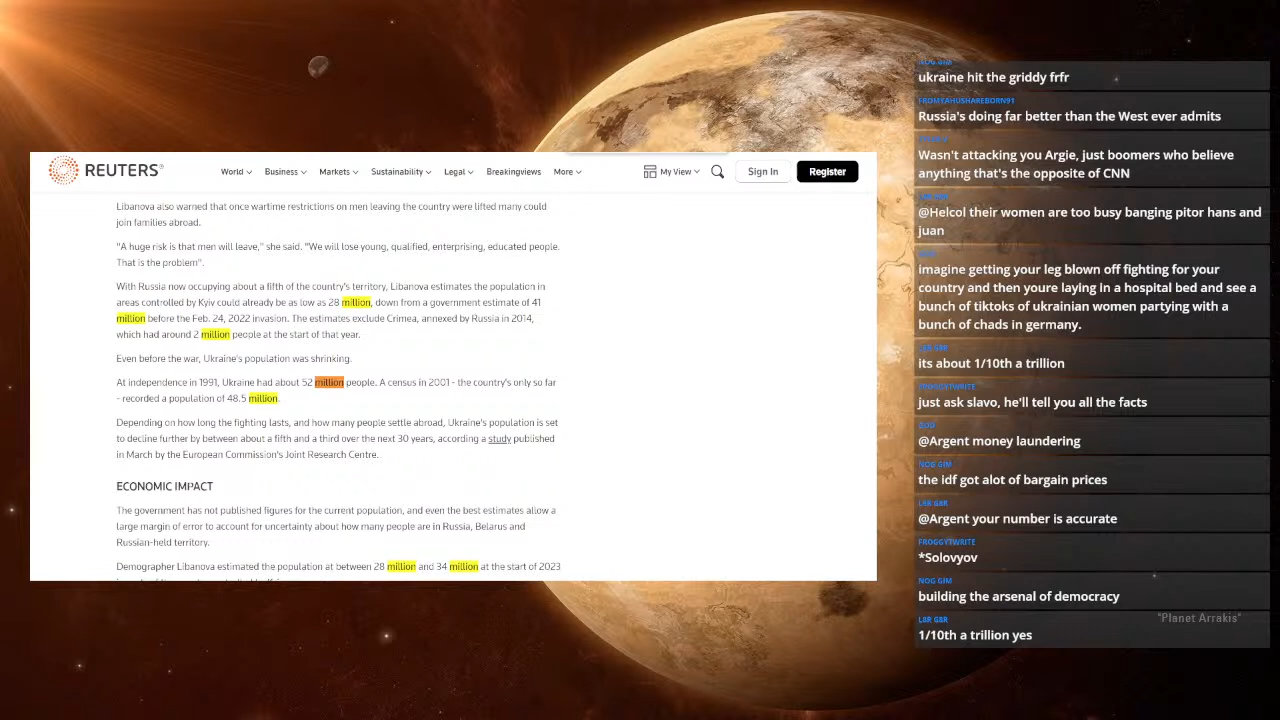 REUTERS
World
Business
Markets
Sustainability
Legal
Breakingviews
More
My View
Sign In
Register
Libanova also warned that once wartime restrictions on men leaving the country were lifted many could
join families abroad.
"A huge risk is that men will leave," she said. "We will lose young, qualified, enterprising, educated people.
That is the problem".
With Russia now occupying about a fifth of the country's territory, Libanova estimates the population in
areas controlled by Kyiv could already be as low as 28 million, down from a government estimate of 41
million before the Feb. 24, 2022 invasion. The estimates exclude Crimea, annexed by Russia in 2014,
which had around 2 million people at the start of that year.
Even before the war, Ukraine's population was shrinking.
At independence in 1991, Ukraine had about 52 million people. A census in 2001 - the country's only so far
- recorded a population of 48.5 million.
Depending on how long the fighting lasts, and how many people settle abroad, Ukraine's population is set
to decline further by between about a fifth and a third over the next 30 years, according a study published
in March by the European Commission's Joint Research Centre.
ECONOMIC IMPACT
The government has not published figures for the current population, and even the best estimates allow a
large margin of error to account for uncertainty about how many people are in Russia, Belarus and
Russian-held territory.
Demographer Libanova estimated the population at between 28 million and 34 million at the start of 2023
NOG GIM
ukraine hit the griddy frfr
FROMYAHUSHAREBORN91
Russia's doing far better than the West ever admits
Wasn't attacking you Argie, just boomers who believe
anything that's the opposite of CNN
@Helcol their women are too busy banging pitor hans and
juan
imagine getting your leg blown off fighting for your
country and then youre laying in a hospital bed and see a
bunch of tiktoks of ukrainian women partying with a
bunch of chads in germany.
L8R G8R
its about 1/10th a trillion
FROGGYTWRITE
just ask slavo, he'll tell you all the facts
@Argent money laundering
NOG GIM
the idf got alot of bargain prices
L8R G8R
@Argent your number is accurate
FROGGYTWRITE
*Solovyov
NOG GIM
building the arsenal of democracy
L8R G8R
1/10th a trillion yes
"Planet Arrakis"